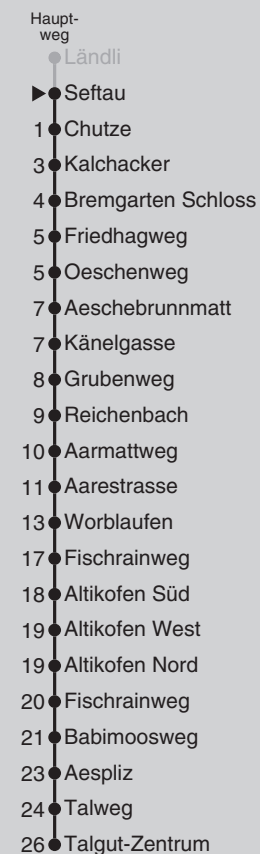 Haupt-
weg
Ländli
Seftau
1 Chutze
3 Kalchacker
4 Bremgarten Schloss
5 Friedhagweg
5 Oeschenweg
7 Aeschebrunnmatt
7 Känelgasse
8 Grubenweg
9 Reichenbach
10 Aarmattweg
11 Aarestrasse
13 Worblaufen
17 Fischrainweg
18 Altikofen Süd
19 Altikofen West
19 Altikofen Nord
20 Fischrainweg
21 Babimoosweg
23 Aespliz
24 Talweg
26 Talgut-Zentrum